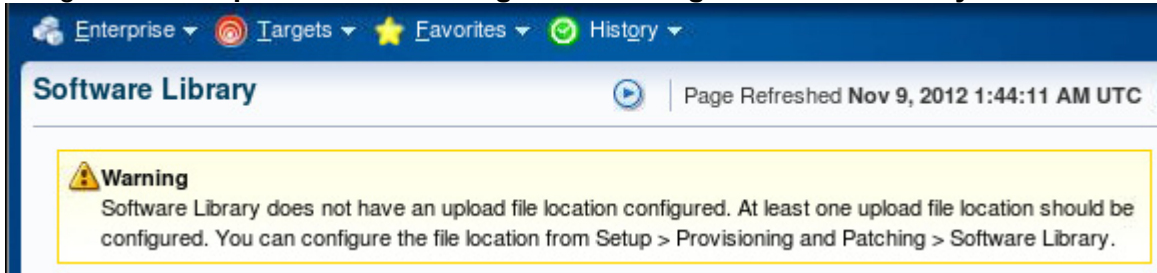 Enterprise Targets Favorites History
Software Library Page Refreshed Nov 9, 2012 1:44:11 AM UTC
Warning
Software Library does not have an upload file location configured. At least one upload file location should be
configured. You can configure the file location from Setup > Provisioning and Patching > Software Library.